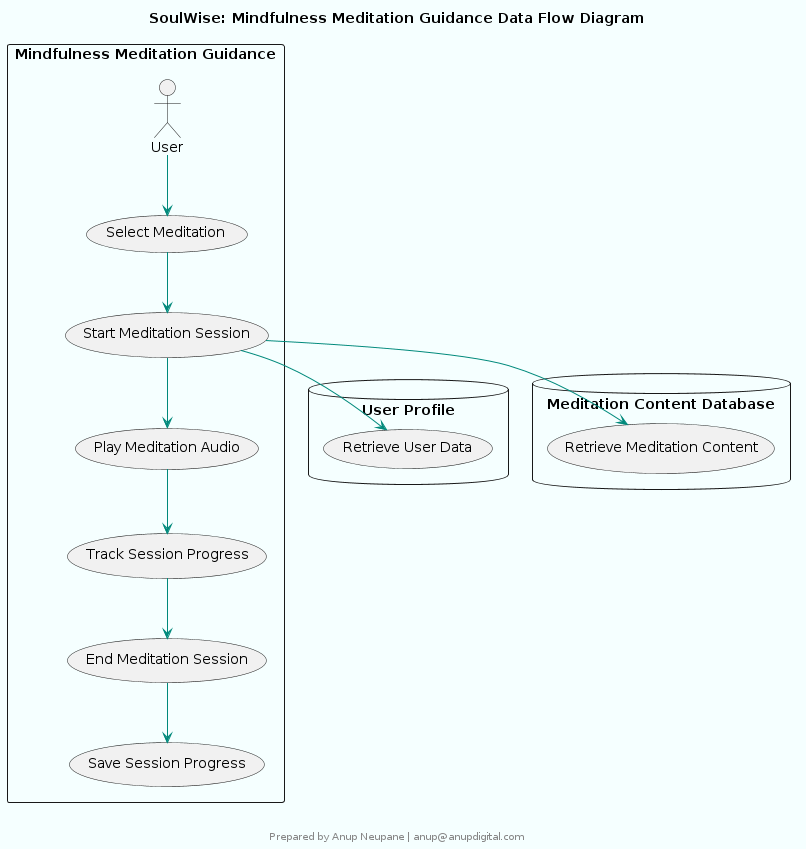 SoulWise: Mindfulness Meditation Guidance Data Flow Diagram
Mindfulness Meditation Guidance
User
Select Meditation
Start Meditation Session
User Profile
Meditation Content Database
Play Meditation Audio
Retrieve User Data
Retrieve Meditation Content
Track Session Progress
End Meditation Session
Save Session Progress
Prepared by Anup Neupane | anup@anupdigital.com